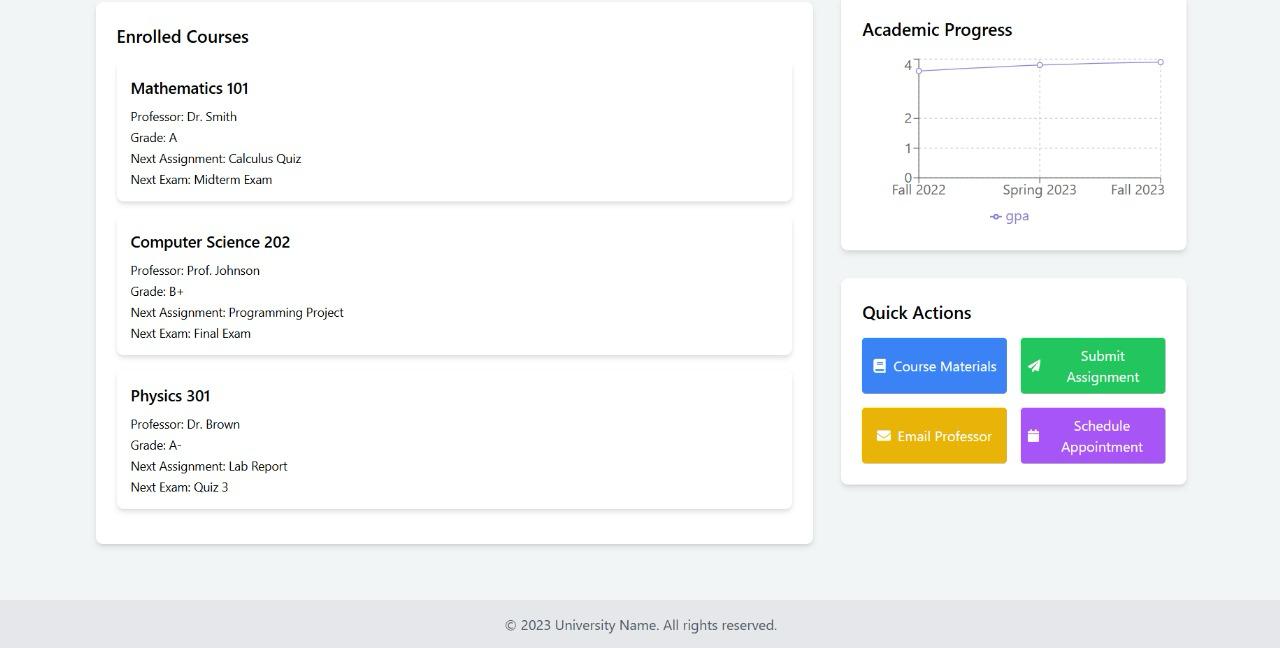 Enrolled Courses
Mathematics 101
Professor: Dr. Smith
Grade: A
Next Assignment: Calculus Quiz
Next Exam: Midterm Exam
Computer Science 202
Professor: Prof. Johnson
Grade: B+
Next Assignment: Programming Project
Next Exam: Final Exam
Physics 301
Professor: Dr. Brown
Grade: A-
Next Assignment: Lab Report
Next Exam: Quiz 3
Academic Progress
4
2
1
0
Fall 2022 Spring 2023 Fall 2023
gpa
Quick Actions
Course Materials
Submit
Assignment
Email Professor
Schedule
Appointment
© 2023 University Name. All rights reserved.